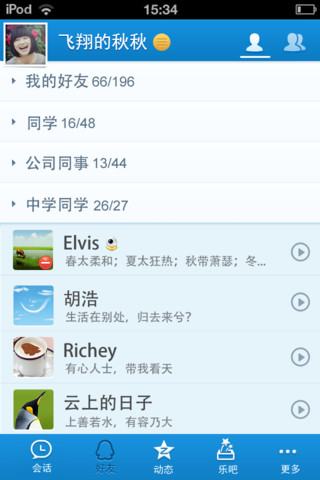 iPod 15:34
飞翔的秋秋
我的好友 66/196
同学 16/48
公司同事 13/44
中学同学 26/27
Elvis
春太柔和；夏太狂热；秋带萧瑟；冬...
胡浩
生活在别处，归去来兮？
Richey
有心人士，带我看天
云上的日子
上善若水，有容乃大
会话 好友 动态 乐吧 更多